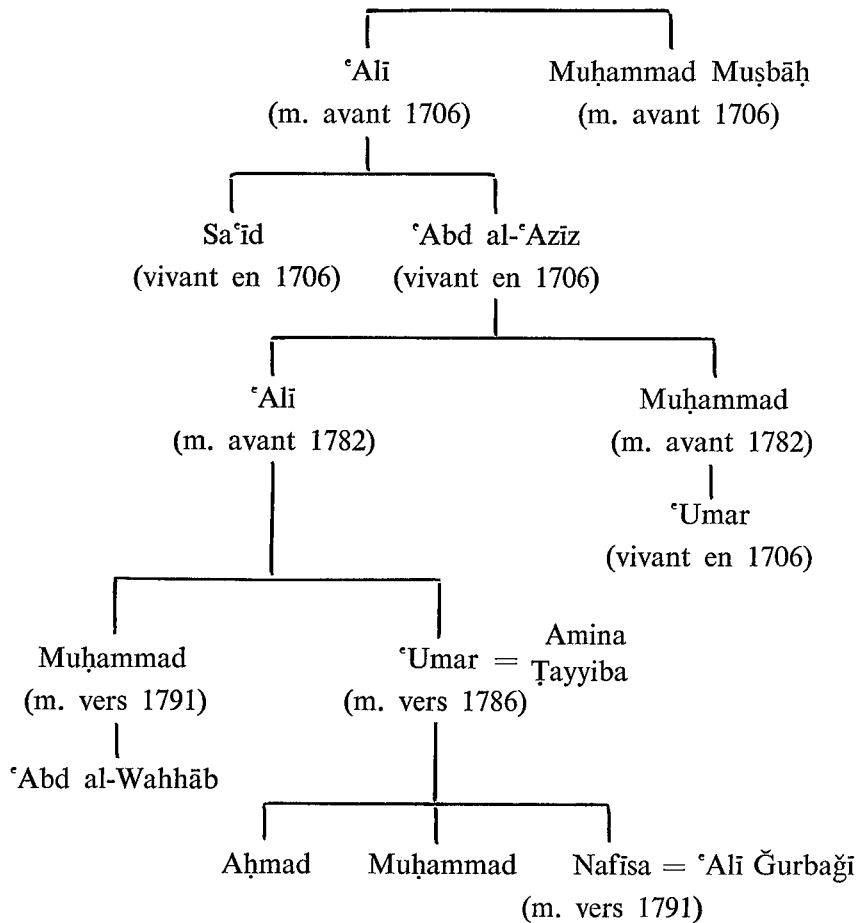 ʿAlī Muḥammad Muṣbāḥ
(m. avant 1706) (m. avant 1706)
Saʿīd ʿAbd al-ʿAzīz
(vivant en 1706) (vivant en 1706)
ʿAlī Muḥammad
(m. avant 1782) (m. avant 1782)
ʿUmar
(vivant en 1706)
Muḥammad ʿUmar = Amina
Ṭayyiba
(m. vers 1791) (m. vers 1786)
ʿAbd al-Wahhāb
Aḥmad Muḥammad Nafīsa = ʿAlī Ǧurbaǧī
(m. vers 1791)